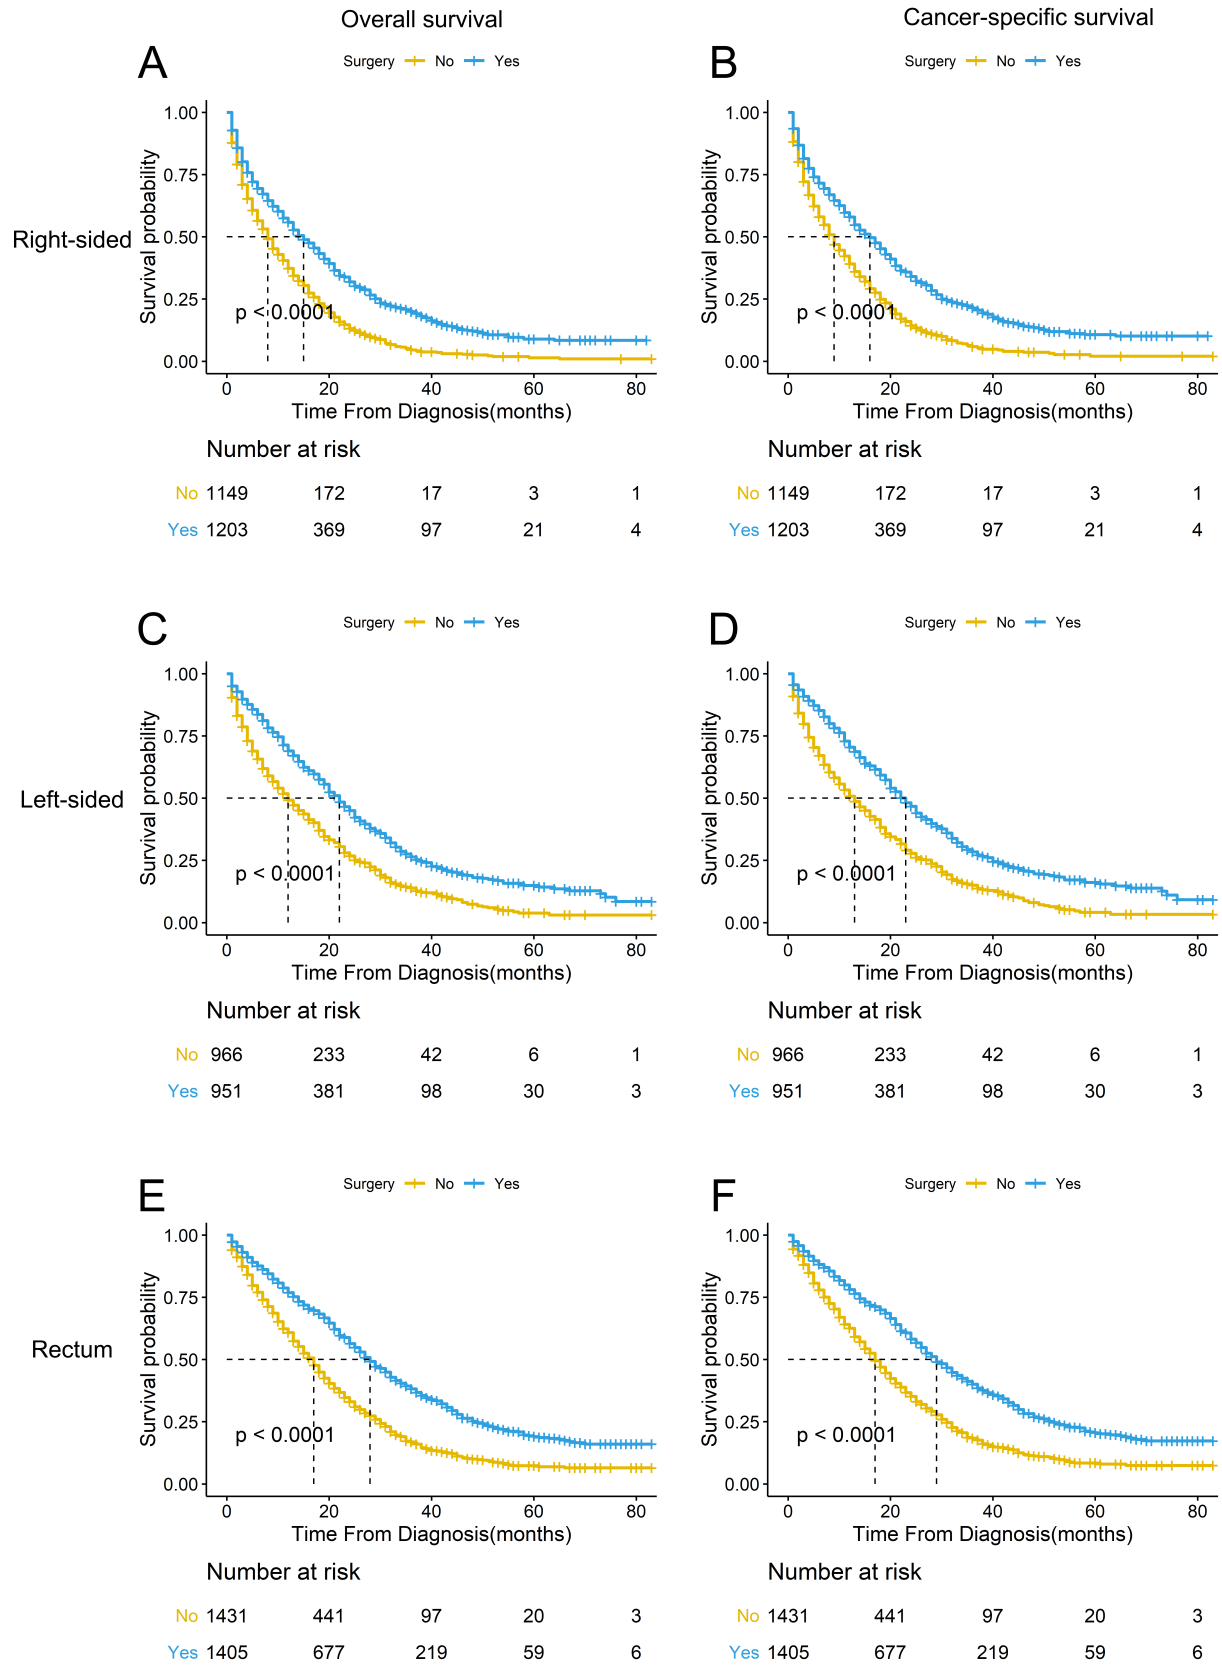 Overall survival
Cancer-specific survival
A
Surgery No Yes
1.00
0.75
0.50
0.25
0.00
Survival probability
Right-sided
p < 0.0001
0 20 40 60 80
Time From Diagnosis(months)
Number at risk
No 1149 172 17 3 1
Yes 1203 369 97 21 4
B
Surgery No Yes
1.00
0.75
0.50
0.25
0.00
Survival probability
p < 0.0001
0 20 40 60 80
Time From Diagnosis(months)
Number at risk
No 1149 172 17 3 1
Yes 1203 369 97 21 4
C
Surgery No Yes
1.00
0.75
0.50
0.25
0.00
Survival probability
Left-sided
p < 0.0001
0 20 40 60 80
Time From Diagnosis(months)
Number at risk
No 966 233 42 6 1
Yes 951 381 98 30 3
D
Surgery No Yes
1.00
0.75
0.50
0.25
0.00
Survival probability
p < 0.0001
0 20 40 60 80
Time From Diagnosis(months)
Number at risk
No 966 233 42 6 1
Yes 951 381 98 30 3
E
Surgery No Yes
1.00
0.75
0.50
0.25
0.00
Survival probability
Rectum
p < 0.0001
0 20 40 60 80
Time From Diagnosis(months)
Number at risk
No 1431 441 97 20 3
Yes 1405 677 219 59 6
F
Surgery No Yes
1.00
0.75
0.50
0.25
0.00
Survival probability
p < 0.0001
0 20 40 60 80
Time From Diagnosis(months)
Number at risk
No 1431 441 97 20 3
Yes 1405 677 219 59 6